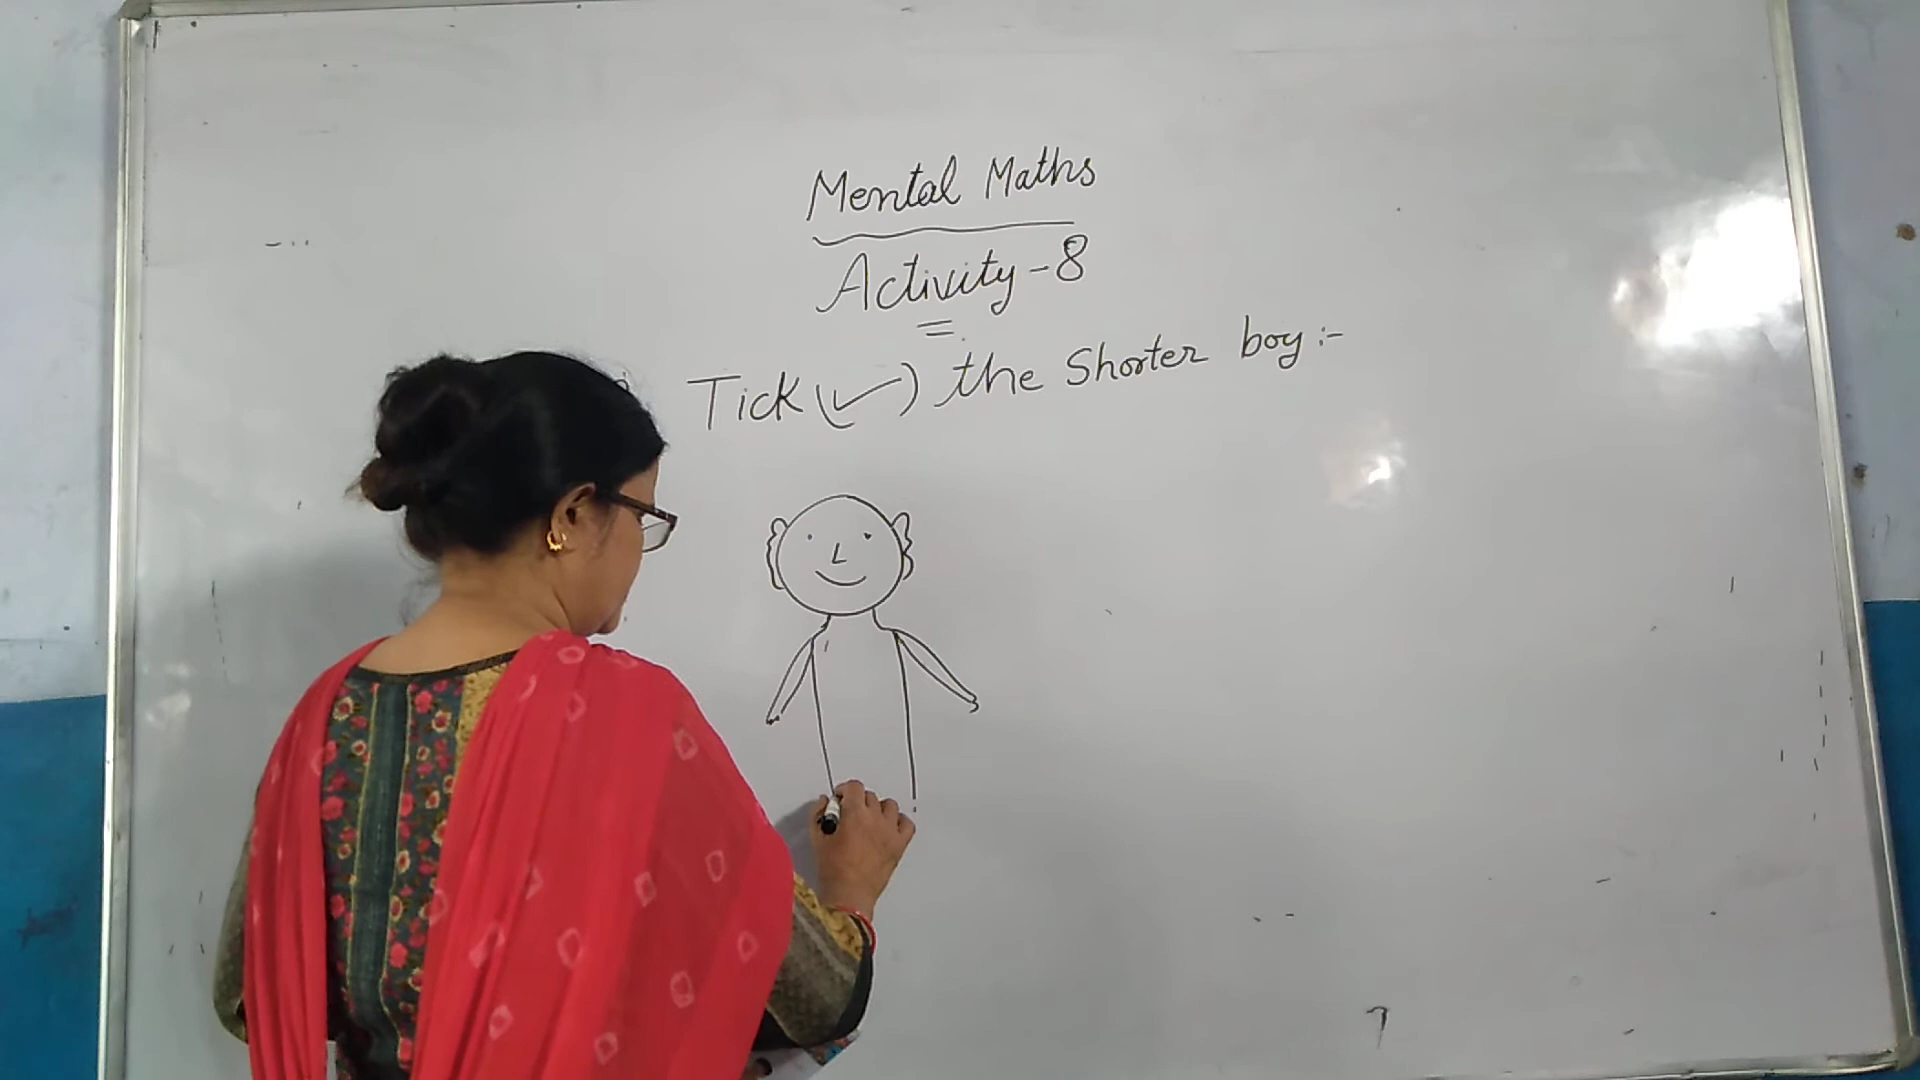 Mental Maths
Activity-8
Tick (✓) the Shorter boy :-